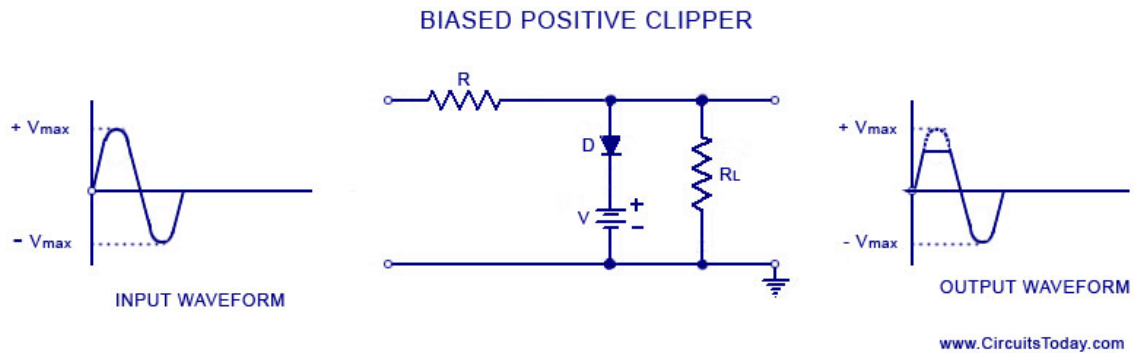 BIASED POSITIVE CLIPPER
R
+ Vmax
D
RL
+ Vmax
V
+
-
- Vmax
- Vmax
INPUT WAVEFORM
OUTPUT WAVEFORM
www.CircuitsToday.com